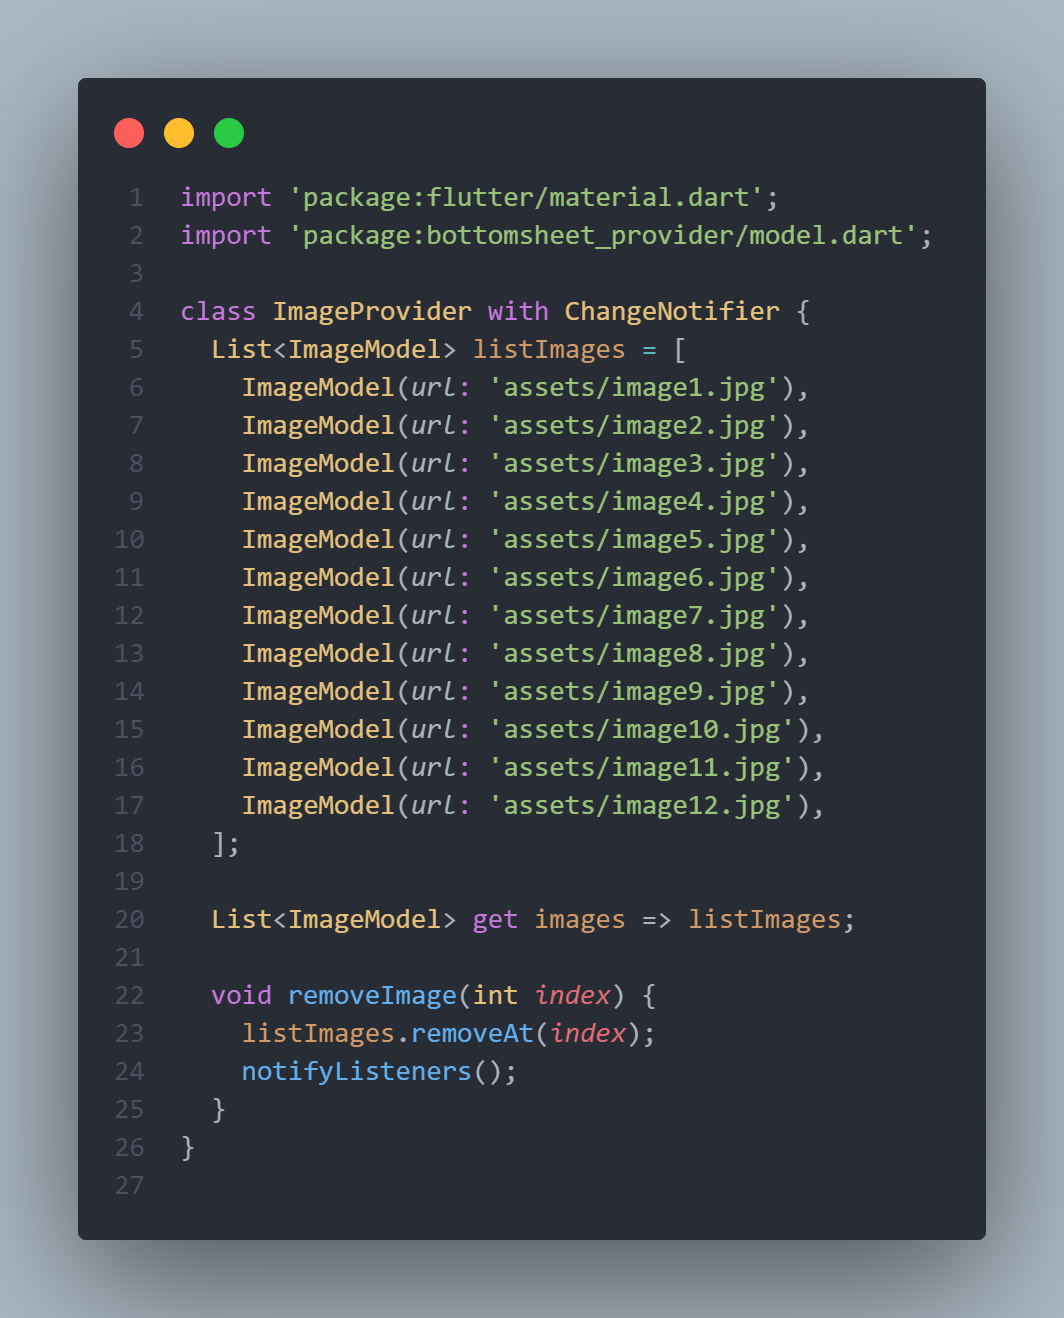 1 import 'package:flutter/material.dart';
2 import 'package:bottomsheet_provider/model.dart';
3
4 class ImageProvider with ChangeNotifier {
5   List<ImageModel> listImages = [
6     ImageModel(url: 'assets/image1.jpg'),
7     ImageModel(url: 'assets/image2.jpg'),
8     ImageModel(url: 'assets/image3.jpg'),
9     ImageModel(url: 'assets/image4.jpg'),
10     ImageModel(url: 'assets/image5.jpg'),
11     ImageModel(url: 'assets/image6.jpg'),
12     ImageModel(url: 'assets/image7.jpg'),
13     ImageModel(url: 'assets/image8.jpg'),
14     ImageModel(url: 'assets/image9.jpg'),
15     ImageModel(url: 'assets/image10.jpg'),
16     ImageModel(url: 'assets/image11.jpg'),
17     ImageModel(url: 'assets/image12.jpg'),
18   ];
19
20   List<ImageModel> get images => listImages;
21
22   void removeImage(int index) {
23     listImages.removeAt(index);
24     notifyListeners();
25   }
26 }
27